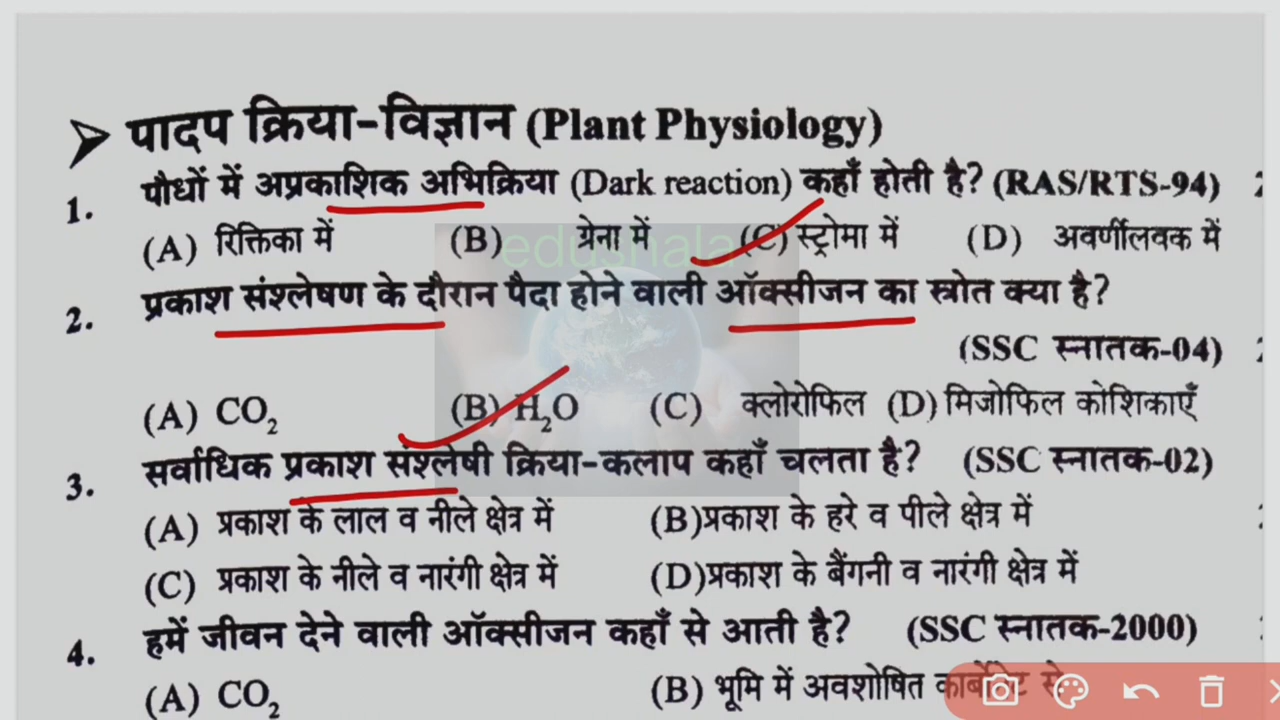 ➢ पादप क्रिया-विज्ञान (Plant Physiology)
1. पौधों में अप्रकाशिक अभिक्रिया (Dark reaction) कहाँ होती है? (RAS/RTS-94)
(A) रिक्तिका में (B) ग्रेना में (C) स्ट्रोमा में (D) अवर्णीलवक में
edushala
2. प्रकाश संश्लेषण के दौरान पैदा होने वाली ऑक्सीजन का स्त्रोत क्या है?
(SSC स्नातक-04)
(A) CO₂ (B) H₂O (C) क्लोरोफिल (D) मिजोफिल कोशिकाएँ
3. सर्वाधिक प्रकाश संश्लेषी क्रिया-कलाप कहाँ चलता है? (SSC स्नातक-02)
(A) प्रकाश के लाल व नीले क्षेत्र में (B)प्रकाश के हरे व पीले क्षेत्र में
(C) प्रकाश के नीले व नारंगी क्षेत्र में (D)प्रकाश के बैंगनी व नारंगी क्षेत्र में
4. हमें जीवन देने वाली ऑक्सीजन कहाँ से आती है? (SSC स्नातक-2000)
(A) CO₂ (B) भूमि में अवशोषित कार्बोनेट से